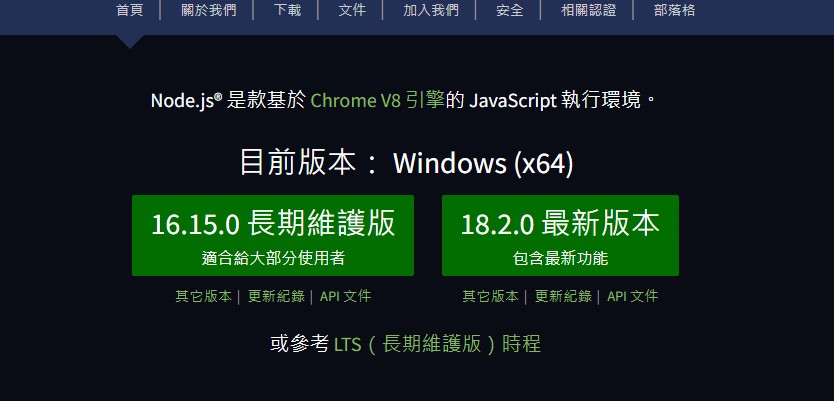 首頁 | 關於我們 | 下載 | 文件 | 加入我們 | 安全 | 相關認證 | 部落格
Node.js® 是款基於 Chrome V8 引擎的 JavaScript 執行環境。
目前版本： Windows (x64)
16.15.0 長期維護版
適合給大部分使用者
18.2.0 最新版本
包含最新功能
其它版本 | 更新紀錄 | API 文件
其它版本 | 更新紀錄 | API 文件
或參考 LTS（長期維護版）時程